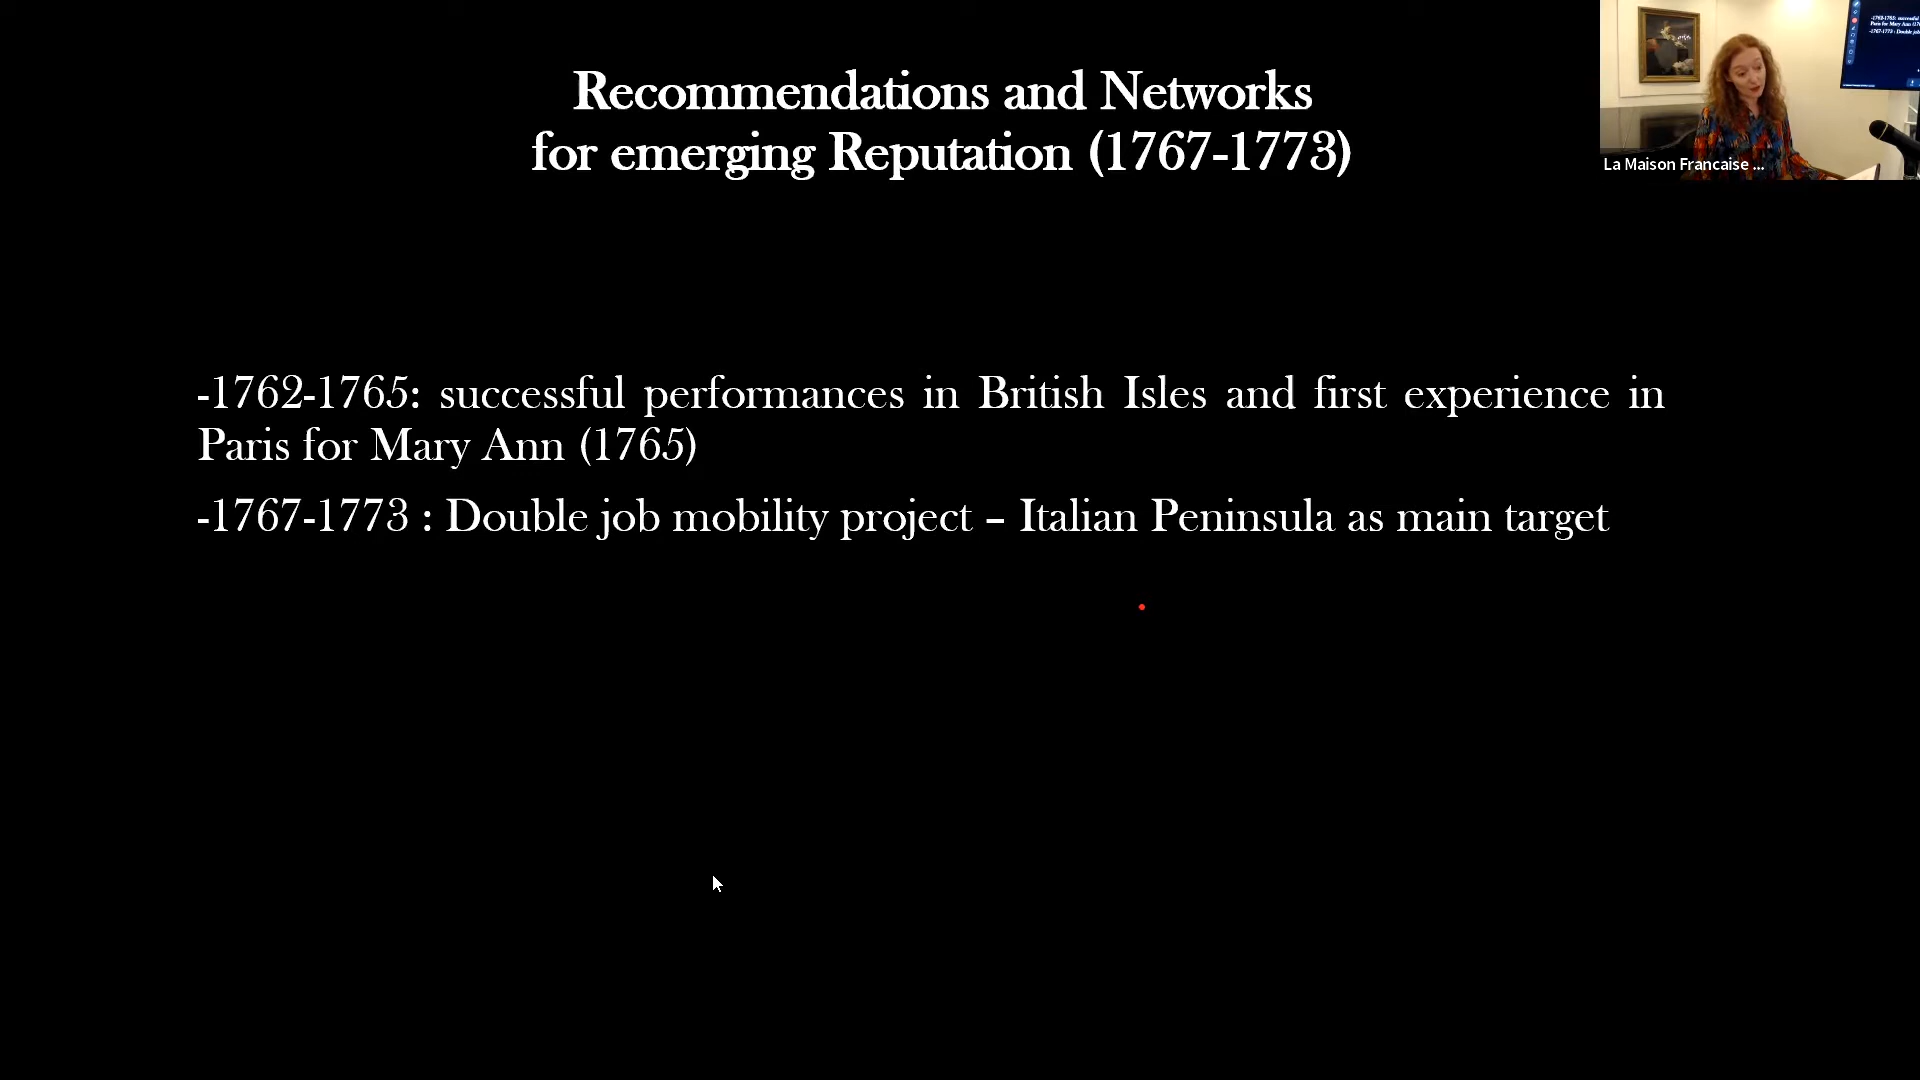 Recommendations and Networks
for emerging Reputation (1767-1773)
La Maison Francaise ...
-1762-1765: successful performances in British Isles and first experience in
Paris for Mary Ann (1765)
-1767-1773 : Double job mobility project – Italian Peninsula as main target